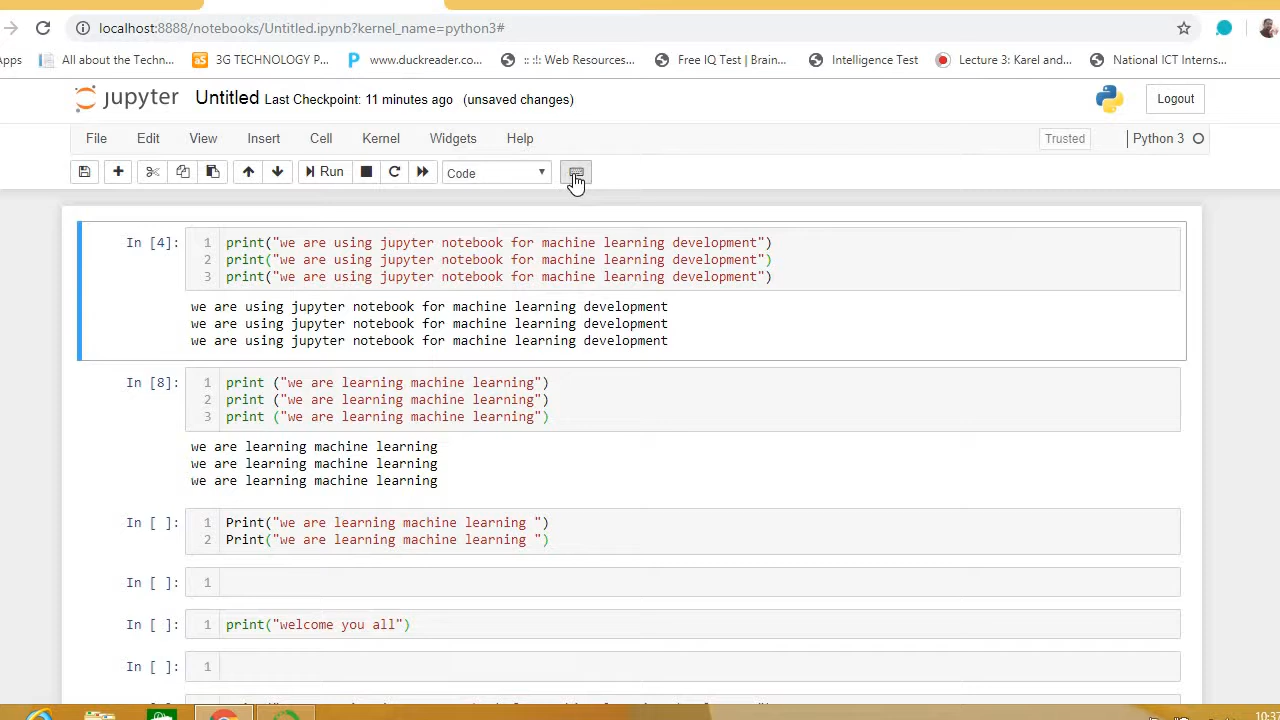 localhost:8888/notebooks/Untitled.ipynb?kernel_name=python3#
pps All about the Techn... 3G TECHNOLOGY P... www.duckreader.co... :: :!: Web Resources... Free IQ Test | Brain... Intelligence Test Lecture 3: Karel and... National ICT Interns...
jupyter Untitled Last Checkpoint: 11 minutes ago (unsaved changes) Logout
File Edit View Insert Cell Kernel Widgets Help Trusted Python 3
Run Code
In [4]: 1 print("we are using jupyter notebook for machine learning development")
2 print("we are using jupyter notebook for machine learning development")
3 print("we are using jupyter notebook for machine learning development")
we are using jupyter notebook for machine learning development
we are using jupyter notebook for machine learning development
we are using jupyter notebook for machine learning development
In [8]: 1 print ("we are learning machine learning")
2 print ("we are learning machine learning")
3 print ("we are learning machine learning")
we are learning machine learning
we are learning machine learning
we are learning machine learning
In [ ]: 1 Print("we are learning machine learning ")
2 Print("we are learning machine learning ")
In [ ]: 1
In [ ]: 1 print("welcome you all")
In [ ]: 1